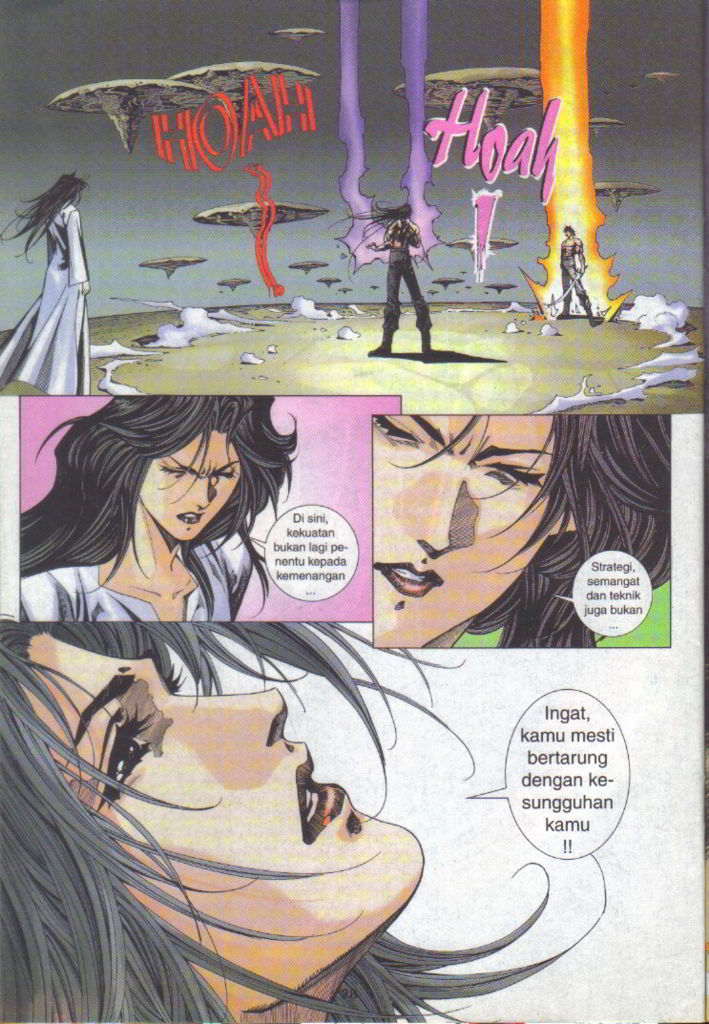 HOAH
!
Hoah
!
Di sini,
kekuatan
bukan lagi pe-
nentu kepada
kemenangan
...
Strategi,
semangat
dan teknik
juga bukan
...
Ingat,
kamu mesti
bertarung
dengan ke-
sungguhan
kamu
!!